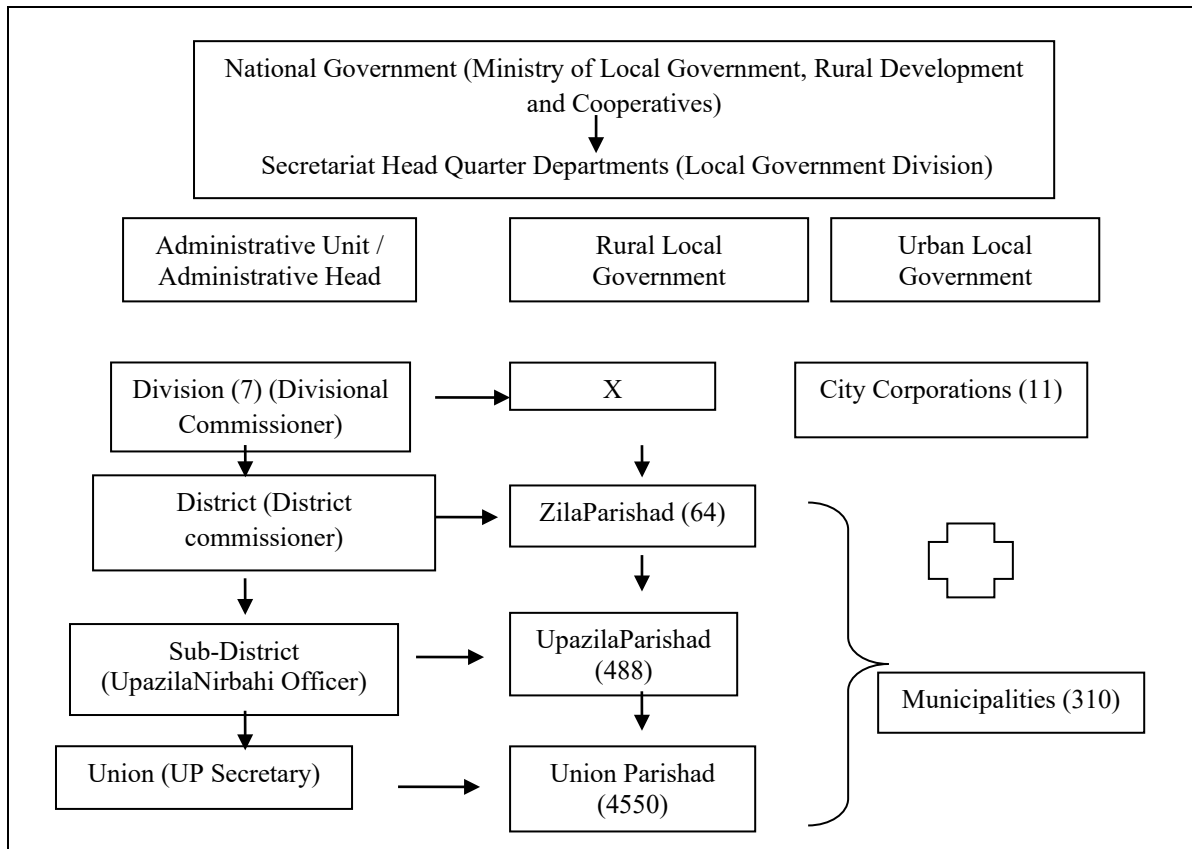 National Government (Ministry of Local Government, Rural Development
and Cooperatives)
Secretariat Head Quarter Departments (Local Government Division)
Administrative Unit /
Administrative Head
Rural Local
Government
Urban Local
Government
Division (7) (Divisional
Commissioner)
X
City Corporations (11)
District (District
commissioner)
ZilaParishad (64)
Sub-District
(UpazilaNirbahi Officer)
UpazilaParishad
(488)
Municipalities (310)
Union (UP Secretary)
Union Parishad
(4550)